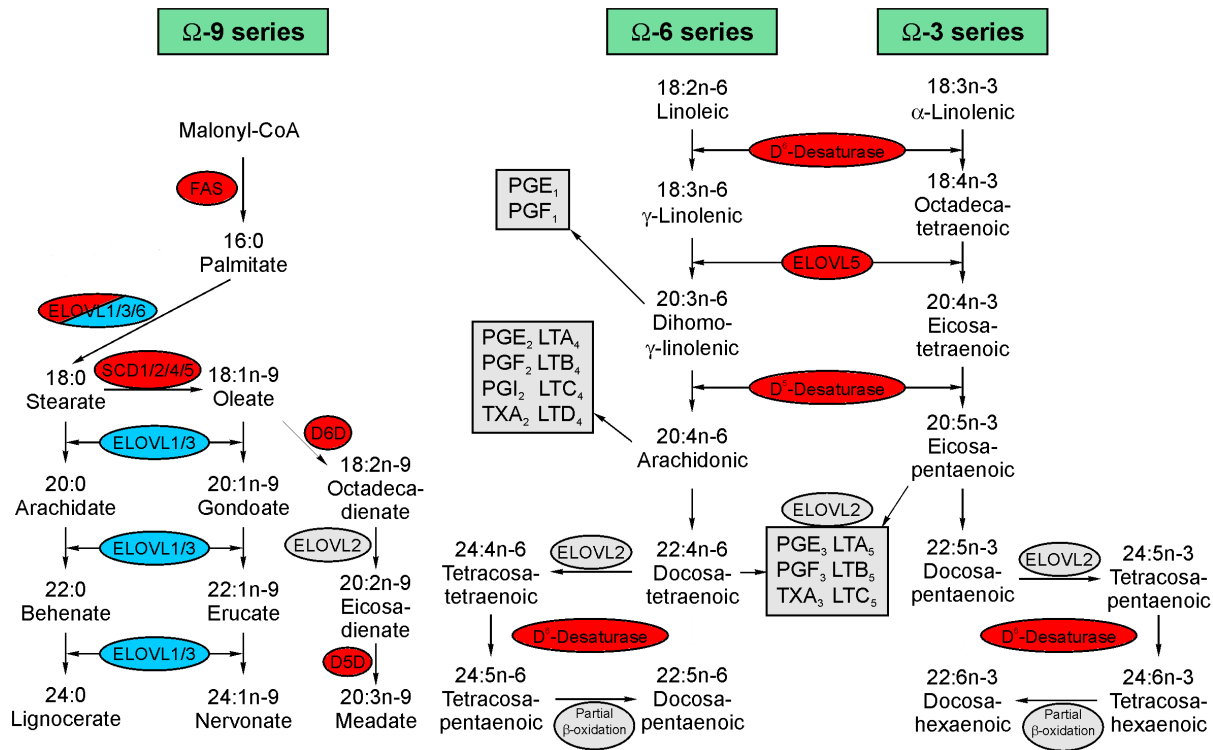 Ω-9 series
Malonyl-CoA
FAS
16:0
Palmitate
ELOVL1/3/6
18:0
Stearate
SCD1/2/4/5
18:1n-9
Oleate
ELOVL1/3
D6D
20:0
Arachidate
20:1n-9
Gondoate
18:2n-9
Octadeca-
dienate
ELOVL1/3
ELOVL2
22:0
Behenate
22:1n-9
Erucate
20:2n-9
Eicosa-
dienate
ELOVL1/3
D5D
24:0
Lignocerate
24:1n-9
Nervonate
20:3n-9
Meadate
Ω-6 series
Ω-3 series
18:2n-6
Linoleic
18:3n-3
α-Linolenic
D⁶-Desaturase
PGE₁
PGF₁
18:3n-6
γ-Linolenic
18:4n-3
Octadeca-
tetraenoic
ELOVL5
20:3n-6
Dihomo-
γ-linolenic
20:4n-3
Eicosa-
tetraenoic
PGE₂ LTA₄
PGF₂ LTB₄
PGI₂ LTC₄
TXA₂ LTD₄
D⁵-Desaturase
20:4n-6
Arachidonic
20:5n-3
Eicosa-
pentaenoic
ELOVL2
24:4n-6
Tetracosa-
tetraenoic
ELOVL2
22:4n-6
Docosa-
tetraenoic
PGE₃ LTA₅
PGF₃ LTB₅
TXA₃ LTC₅
22:5n-3
Docosa-
pentaenoic
ELOVL2
24:5n-3
Tetracosa-
pentaenoic
D⁶-Desaturase
D⁶-Desaturase
24:5n-6
Tetracosa-
pentaenoic
Partial
β-oxidation
22:5n-6
Docosa-
pentaenoic
22:6n-3
Docosa-
hexaenoic
Partial
β-oxidation
24:6n-3
Tetracosa-
hexaenoic